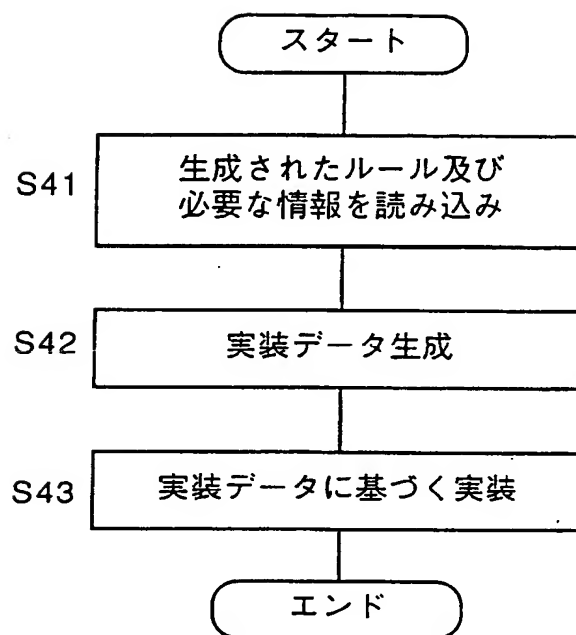 スタート
S41
生成されたルール及び
必要な情報を読み込み
S42
実装データ生成
S43
実装データに基づく実装
エンド